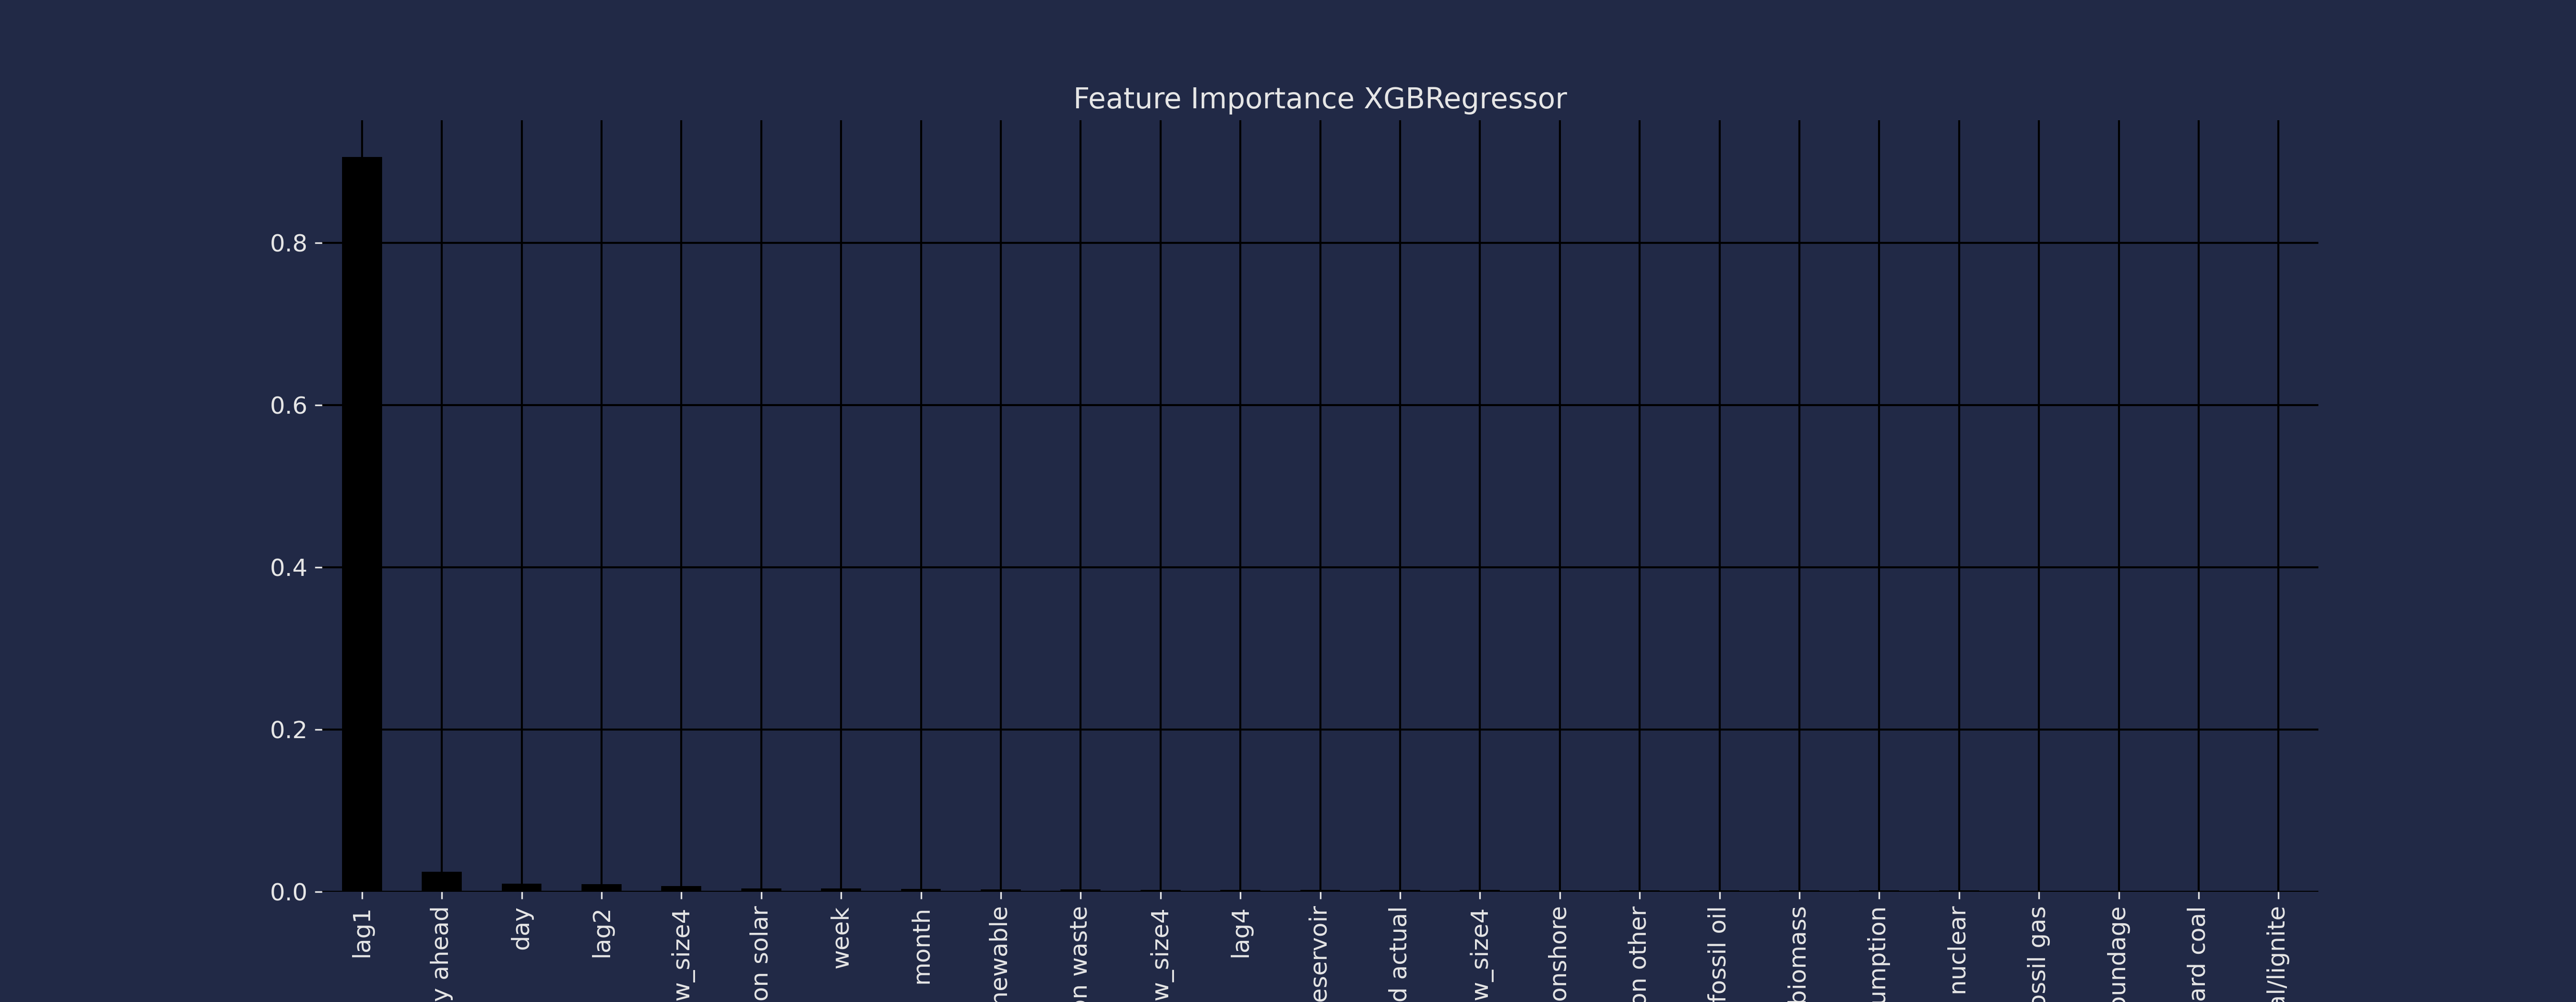 Feature Importance XGBRegressor
0.8
0.6
0.4
0.2
0.0
lag1
y ahead
day
lag2
w_size4
on solar
week
month
newable
on waste
w_size4
lag4
eservoir
d actual
w_size4
onshore
on other
fossil oil
biomass
umption
nuclear
ossil gas
oundage
ard coal
al/lignite